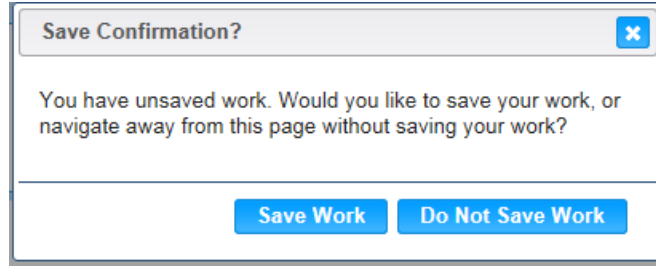 Save Confirmation?
You have unsaved work. Would you like to save your work, or
navigate away from this page without saving your work?
Save Work
Do Not Save Work